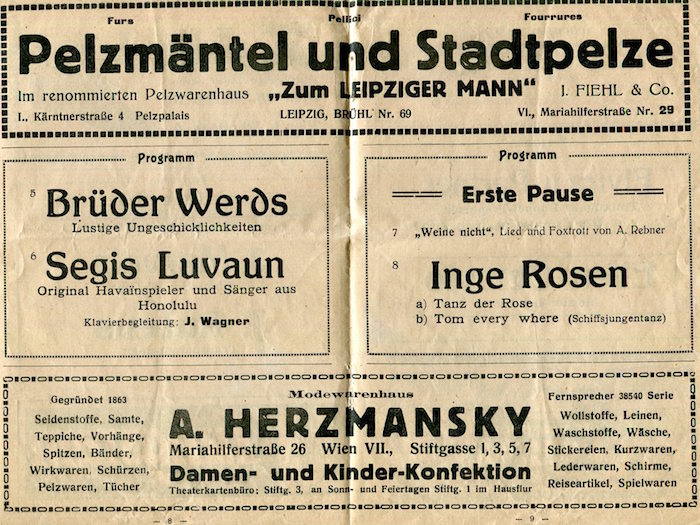 Furs Pellici Fourrures
Pelzmäntel und Stadtpelze
Im renommierten Pelzwarenhaus „Zum LEIPZIGER MANN“ J. FIEHL & Co.
I., Kärntnerstraße 4 Pelzpalais LEIPZIG, BRÜHL Nr. 69 VI., Mariahilferstraße Nr. 29
Programm
5 Brüder Werds
Lustige Ungeschicklichkeiten
6 Segis Luvaun
Original Havaïnspieler und Sänger aus
Honolulu
Klavierbegleitung: J. Wagner
Programm
Erste Pause
7 „Weine nicht“, Lied und Foxtrott von A. Rebner
8 Inge Rosen
a) Tanz der Rose
b) Tom every where (Schiffsjungentanz)
Gegründet 1863
Seidenstoffe, Samte,
Teppiche, Vorhänge,
Spitzen, Bänder,
Wirkwaren, Schürzen,
Pelzwaren, Tücher
Modewarenhaus
A. HERZMANSKY
Mariahilferstraße 26 Wien VII., Stiftgasse 1, 3, 5, 7
Damen- und Kinder-Konfektion
Theaterkartenbüro: Stiftg. 3, an Sonn- und Feiertagen Stiftg. 1 im Hausflur
Fernsprecher 38540 Serie
Wollstoffe, Leinen,
Waschstoffe, Wäsche,
Stickereien, Kurzwaren,
Lederwaren, Schirme,
Reiseartikel, Spielwaren
— 8 —
— 9 —